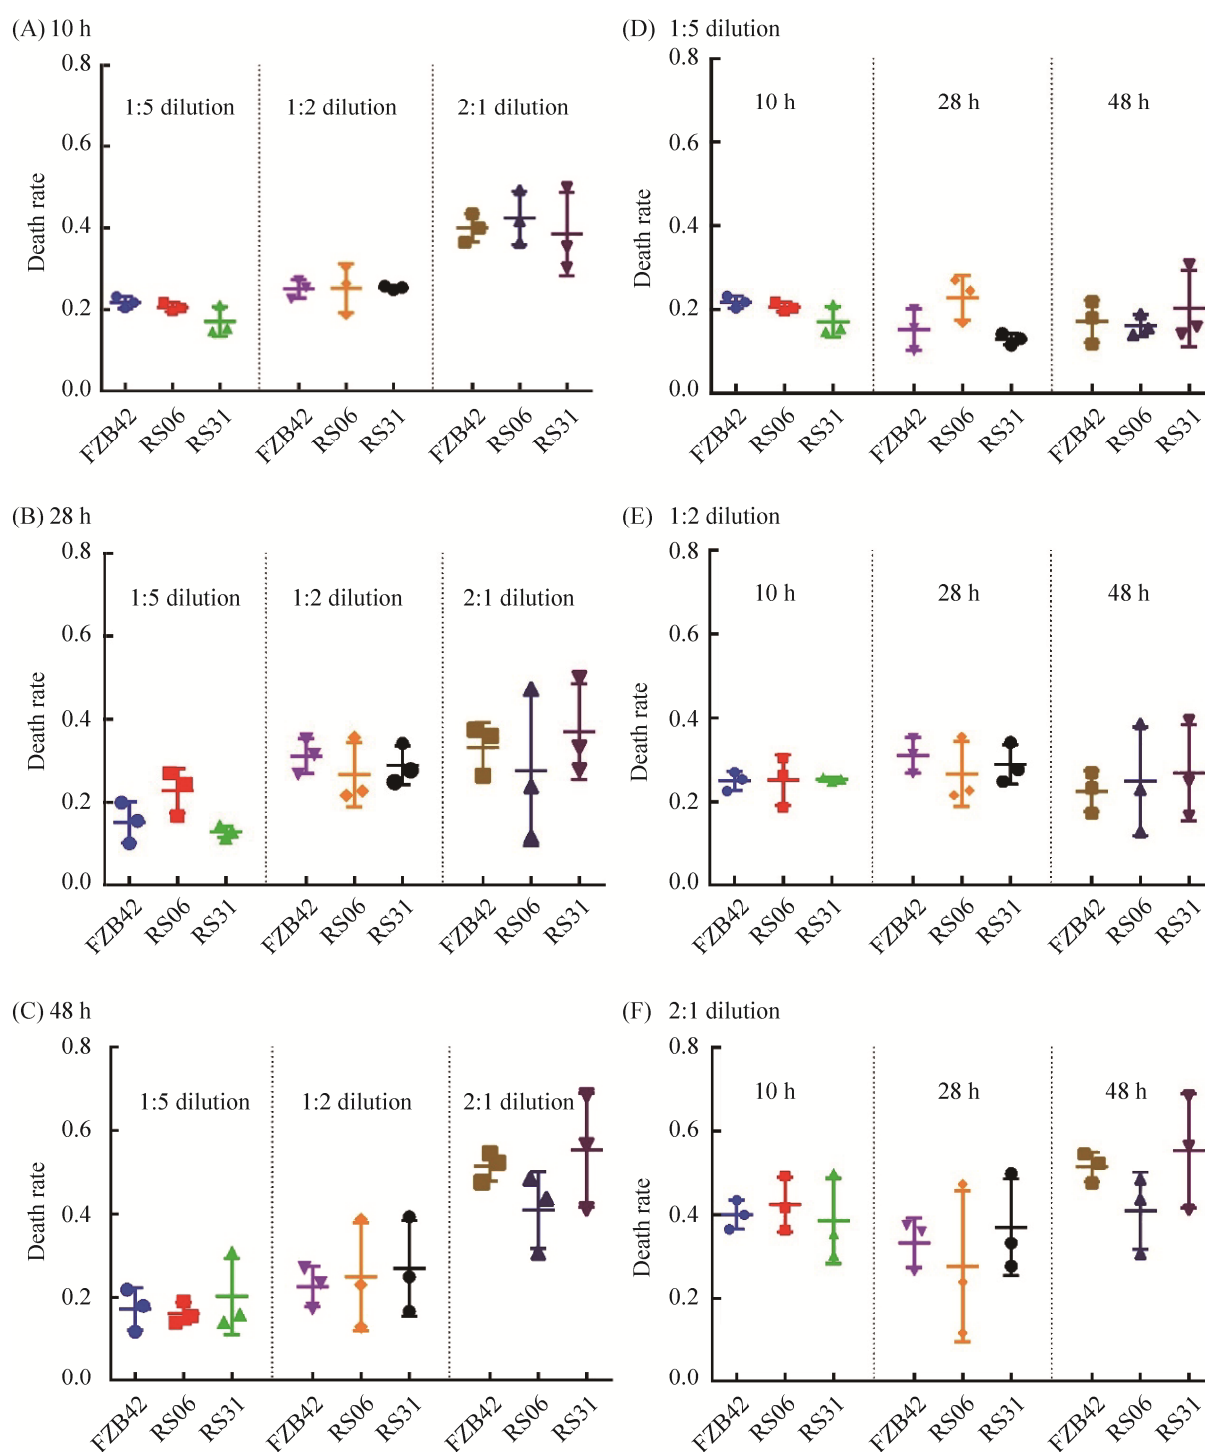 (A) 10 h
0.8
0.6
0.4
0.2
0.0
Death rate
1:5 dilution
1:2 dilution
2:1 dilution
FZB42
RS06
RS31
FZB42
RS06
RS31
FZB42
RS06
RS31
(D) 1:5 dilution
0.8
0.6
0.4
0.2
0.0
Death rate
10 h
28 h
48 h
FZB42
RS06
RS31
FZB42
RS06
RS31
FZB42
RS06
RS31
(B) 28 h
0.8
0.6
0.4
0.2
0.0
Death rate
1:5 dilution
1:2 dilution
2:1 dilution
FZB42
RS06
RS31
FZB42
RS06
RS31
FZB42
RS06
RS31
(E) 1:2 dilution
0.8
0.6
0.4
0.2
0.0
Death rate
10 h
28 h
48 h
FZB42
RS06
RS31
FZB42
RS06
RS31
FZB42
RS06
RS31
(C) 48 h
0.8
0.6
0.4
0.2
0.0
Death rate
1:5 dilution
1:2 dilution
2:1 dilution
FZB42
RS06
RS31
FZB42
RS06
RS31
FZB42
RS06
RS31
(F) 2:1 dilution
0.8
0.6
0.4
0.2
0.0
Death rate
10 h
28 h
48 h
FZB42
RS06
RS31
FZB42
RS06
RS31
FZB42
RS06
RS31